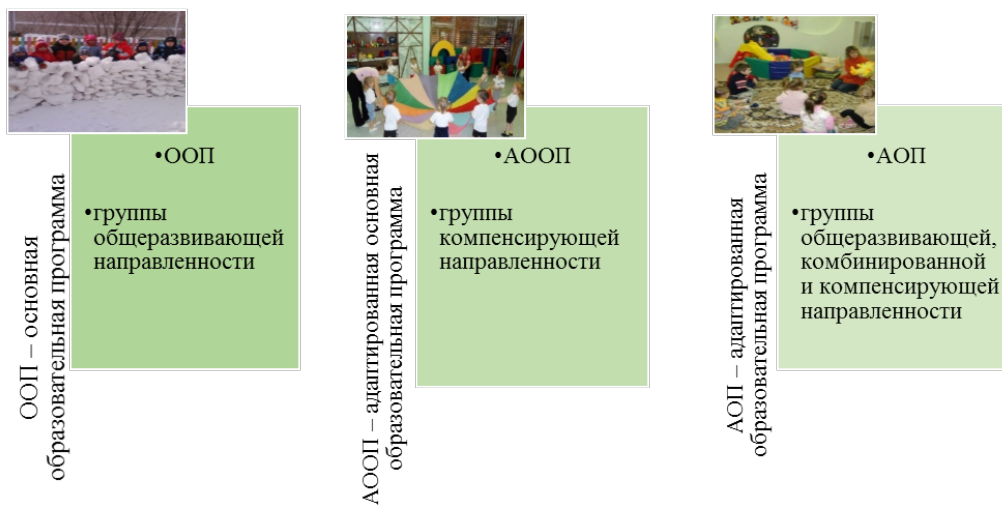 ООП – основная
образовательная программа
•ООП
•группы
общеразвивающей
направленности
АООП – адаптированная основная
образовательная программа
•АООП
•группы
компенсирующей
направленности
АОП – адаптированная
образовательная программа
•АОП
•группы
общеразвивающей,
комбинированной
и компенсирующей
направленности